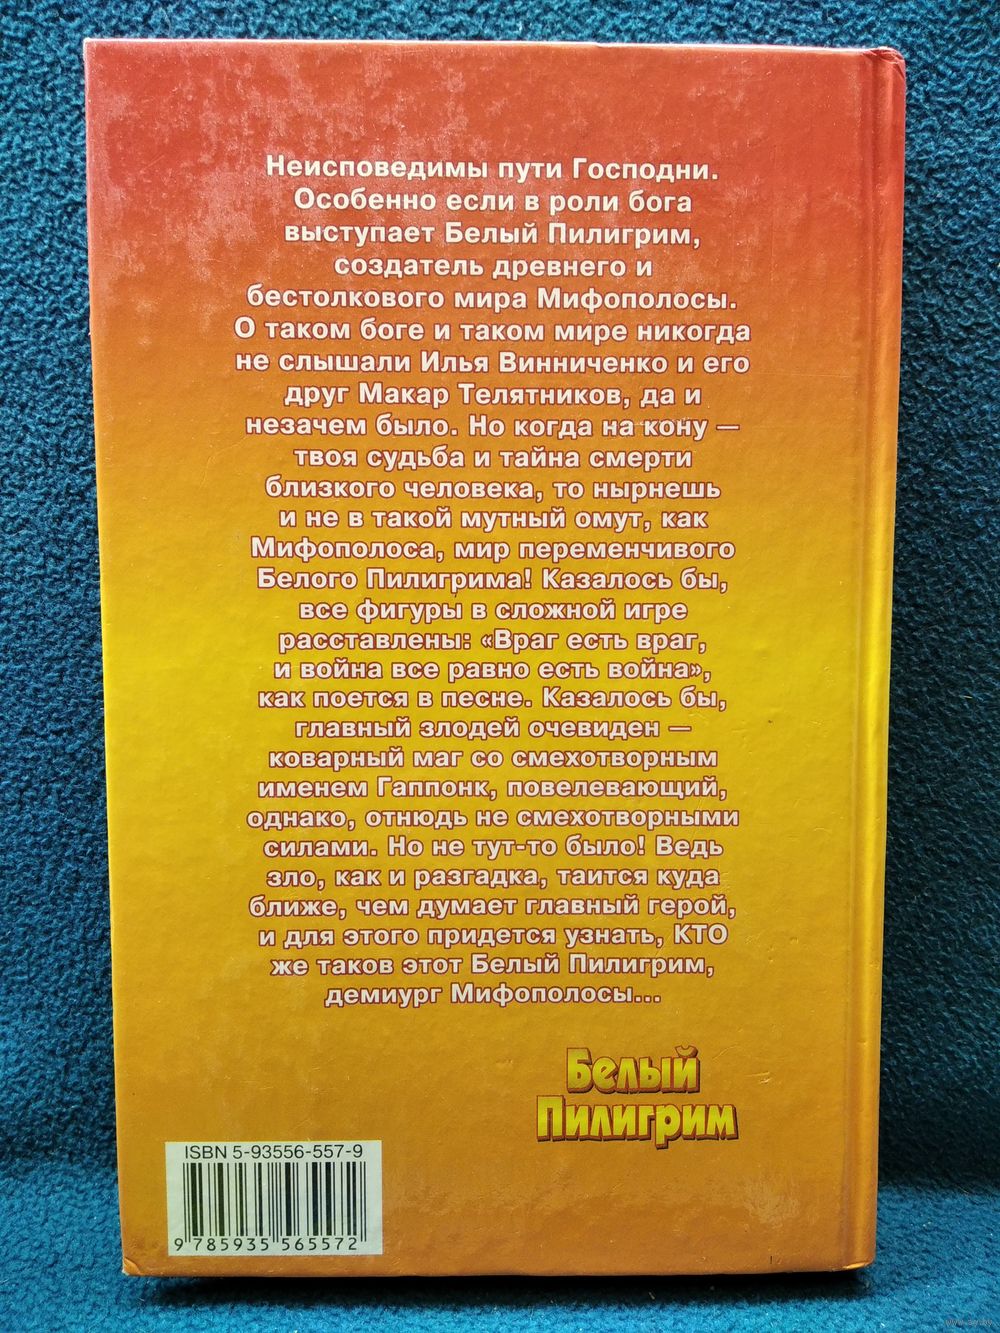 Неисповедимы пути Господни.
Особенно если в роли бога
выступает Белый Пилигрим,
создатель древнего и
бестолкового мира Мифополосы.
О таком боге и таком мире никогда
не слышали Илья Винниченко и его
друг Макар Телятников, да и
незачем было. Но когда на кону —
твоя судьба и тайна смерти
близкого человека, то нырнешь
и не в такой мутный омут, как
Мифополоса, мир переменчивого
Белого Пилигрима! Казалось бы,
все фигуры в сложной игре
расставлены: «Враг есть враг,
и война все равно есть война»,
как поется в песне. Казалось бы,
главный злодей очевиден —
коварный маг со смехотворным
именем Гаппонк, повелевающий,
однако, отнюдь не смехотворными
силами. Но не тут-то было! Ведь
зло, как и разгадка, таится куда
ближе, чем думает главный герой,
и для этого придется узнать, КТО
же таков этот Белый Пилигрим,
демиург Мифополосы...
Белый
Пилигрим
ISBN 5-93556-557-9
9 785935 565572
www.ay.by